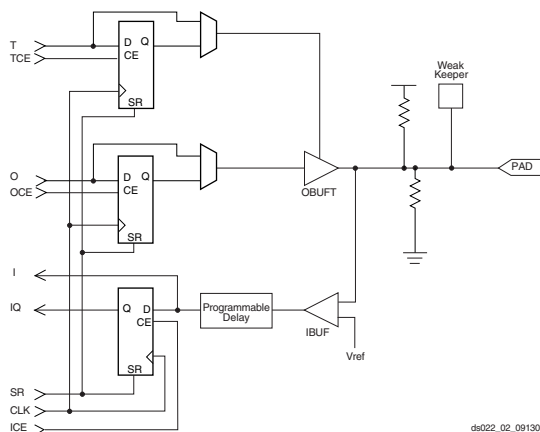 T
TCE
D Q
CE
SR
Weak
Keeper
O
OCE
D Q
CE
SR
OBUFT
PAD
I
IQ
Q D
CE
SR
Programmable
Delay
IBUF
Vref
SR
CLK
ICE
ds022_02_09130